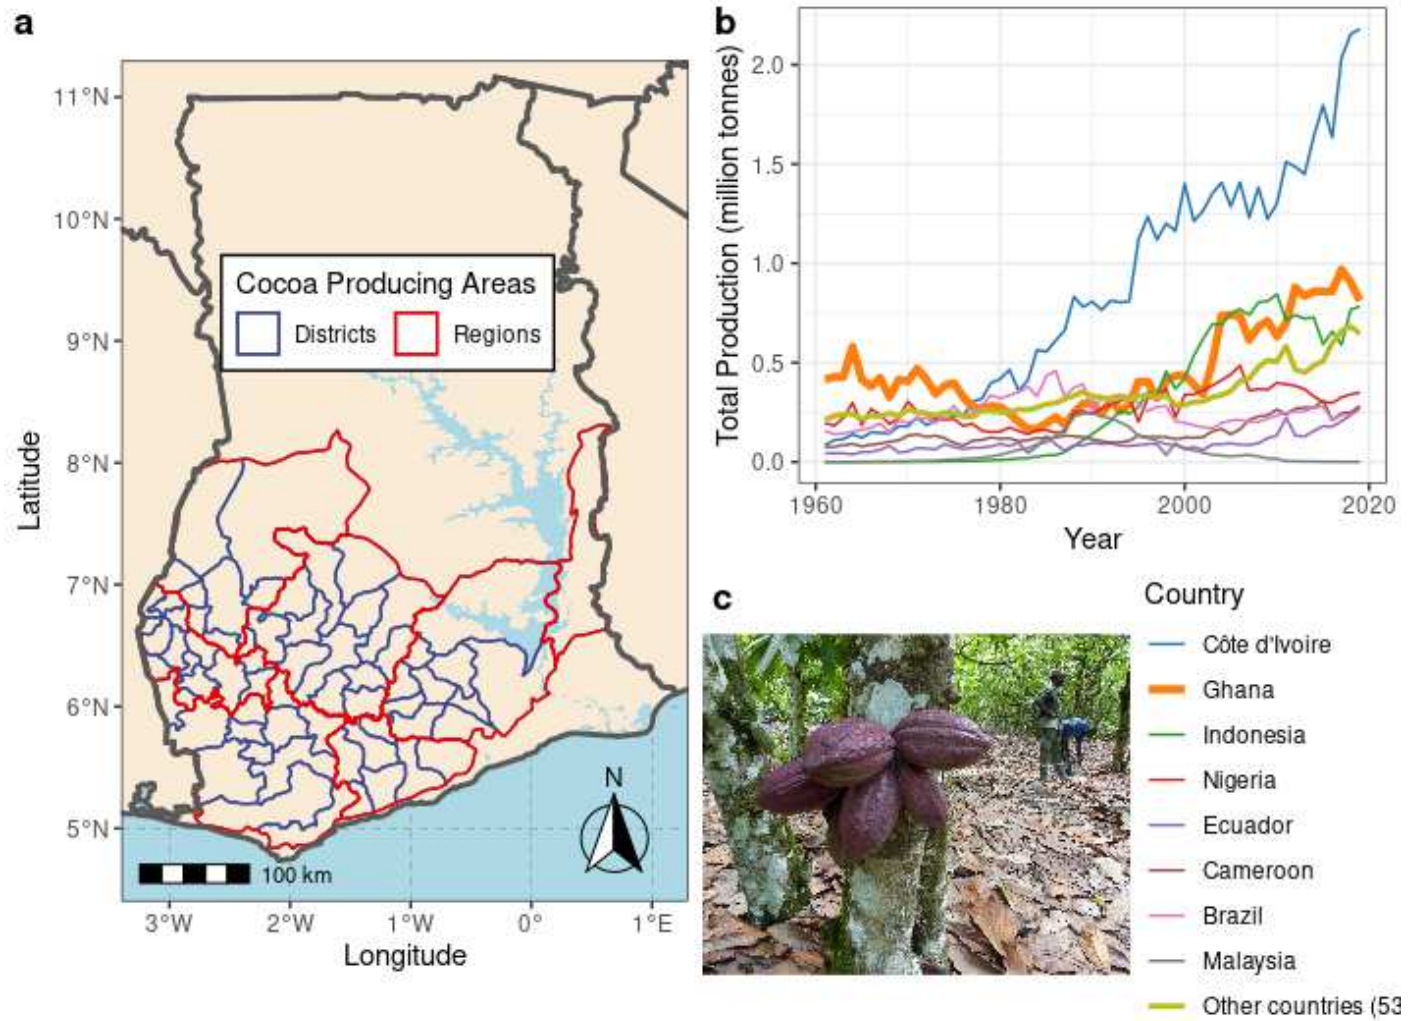 a
11°N
10°N
9°N
8°N
7°N
6°N
5°N
Latitude
Cocoa Producing Areas
Districts Regions
N
100 km
3°W 2°W 1°W 0° 1°E
Longitude
b
Total Production (million tonnes)
2.0
1.5
1.0
0.5
0.0
1960 1980 2000 2020
Year
c
Country
Côte d'Ivoire
Ghana
Indonesia
Nigeria
Ecuador
Cameroon
Brazil
Malaysia
Other countries (53